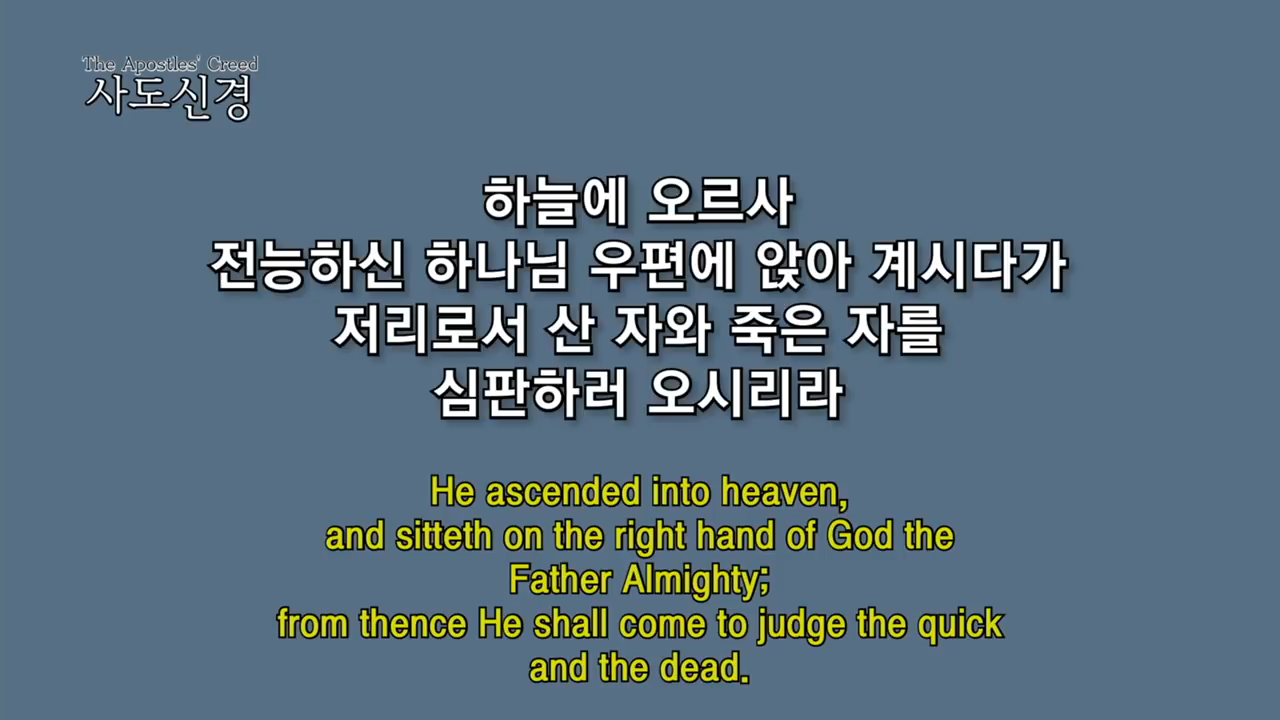 The Apostles' Creed
사도신경
하늘에 오르사
전능하신 하나님 우편에 앉아 계시다가
저리로서 산 자와 죽은 자를
심판하러 오시리라
He ascended into heaven,
and sitteth on the right hand of God the
Father Almighty;
from thence He shall come to judge the quick
and the dead.